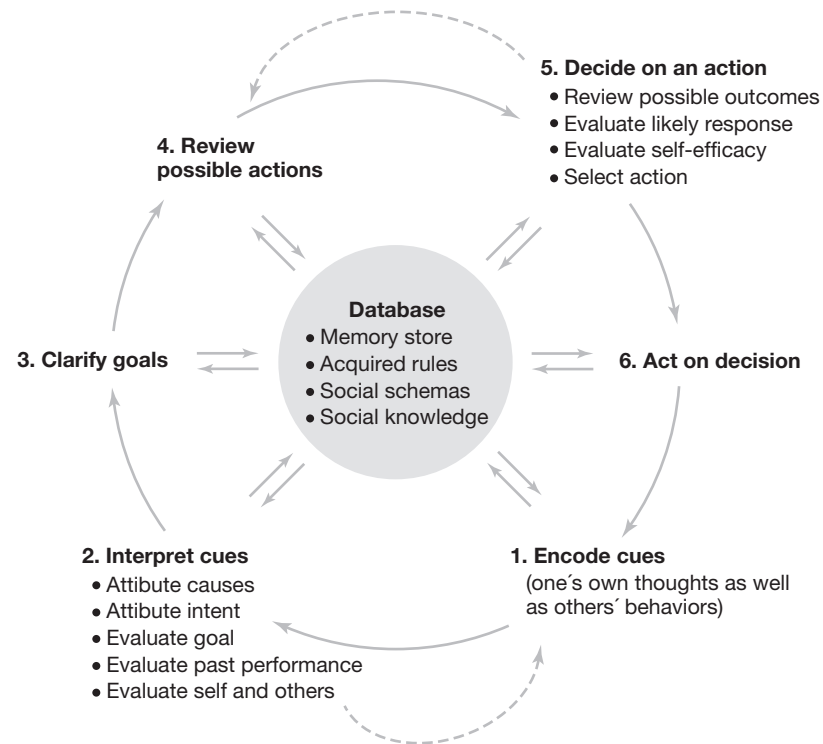 5. Decide on an action
• Review possible outcomes
• Evaluate likely response
• Evaluate self-efficacy
• Select action
4. Review
possible actions
Database
• Memory store
• Acquired rules
• Social schemas
• Social knowledge
3. Clarify goals
6. Act on decision
2. Interpret cues
• Attibute causes
• Attibute intent
• Evaluate goal
• Evaluate past performance
• Evaluate self and others
1. Encode cues
(one´s own thoughts as well
as others´ behaviors)